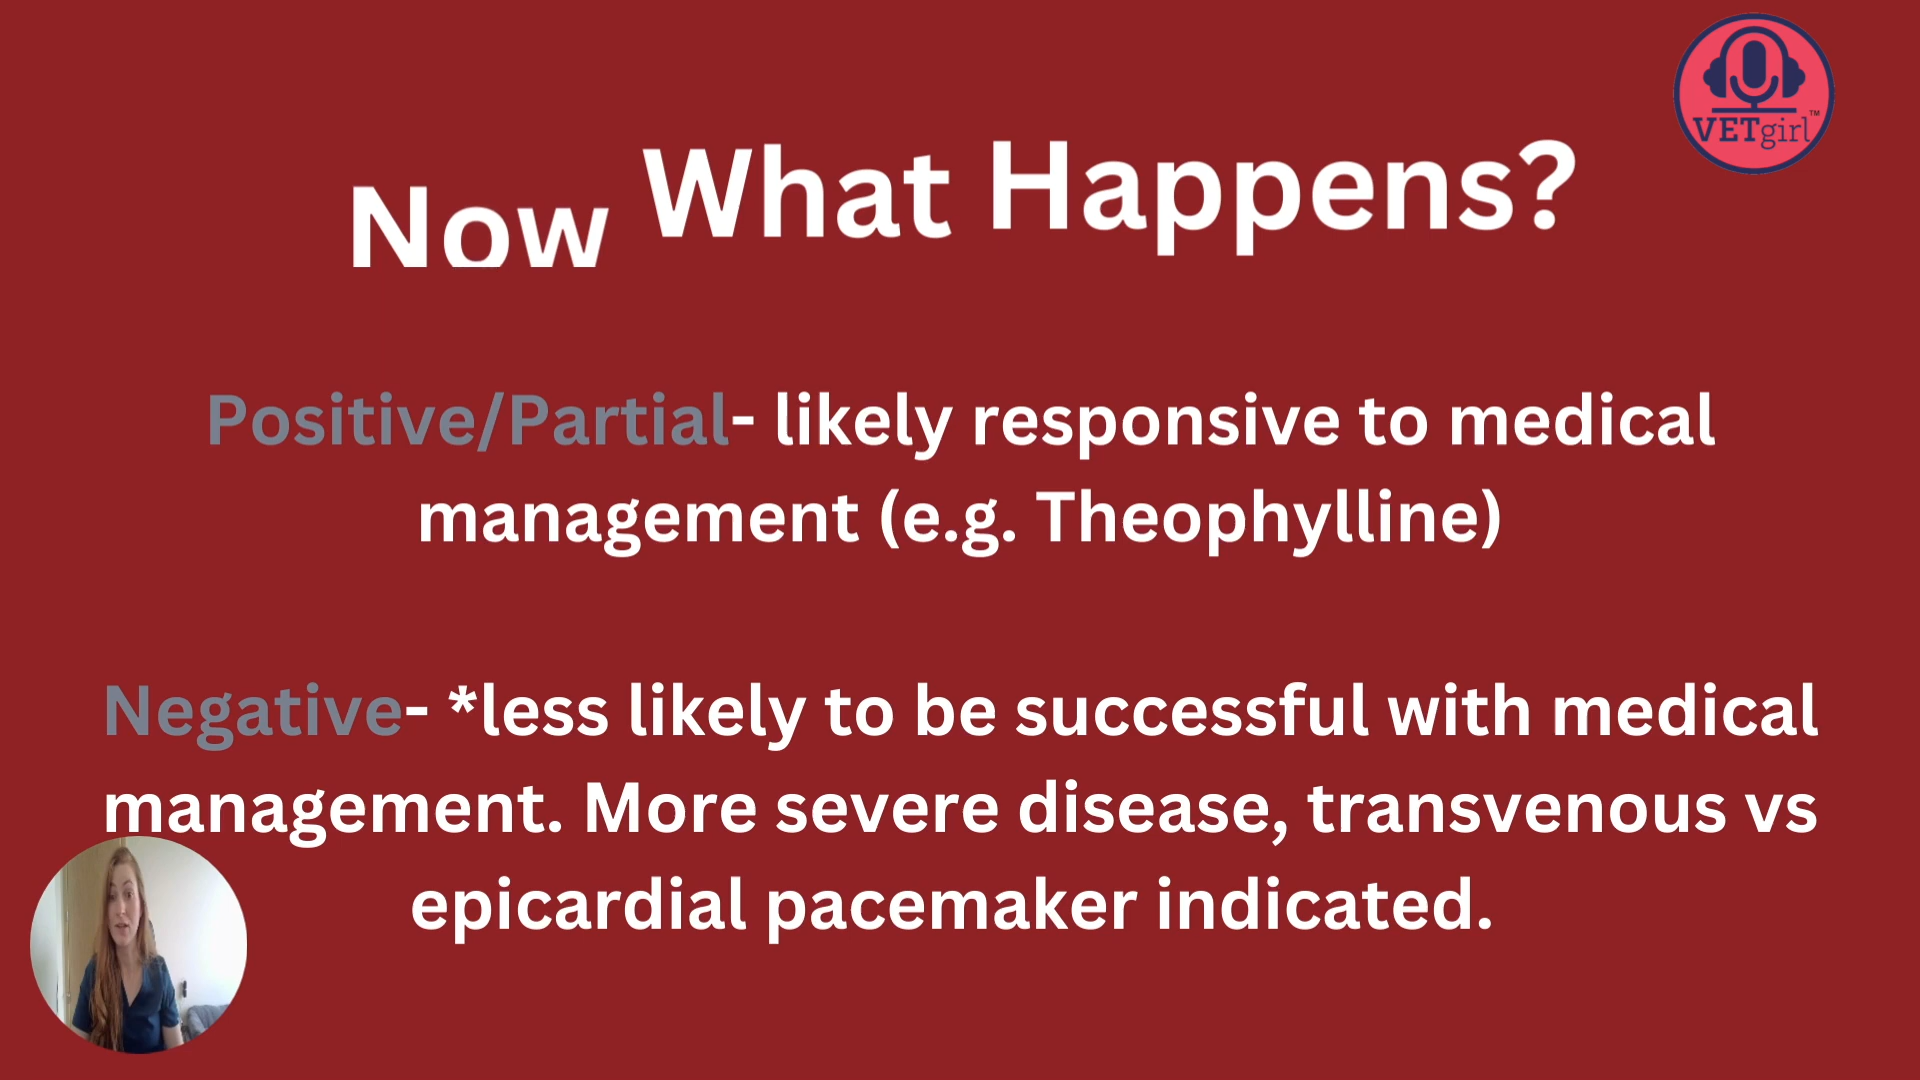 VETgirl™
Now What Happens?
Positive/Partial- likely responsive to medical
management (e.g. Theophylline)
Negative- *less likely to be successful with medical
management. More severe disease, transvenous vs
epicardial pacemaker indicated.